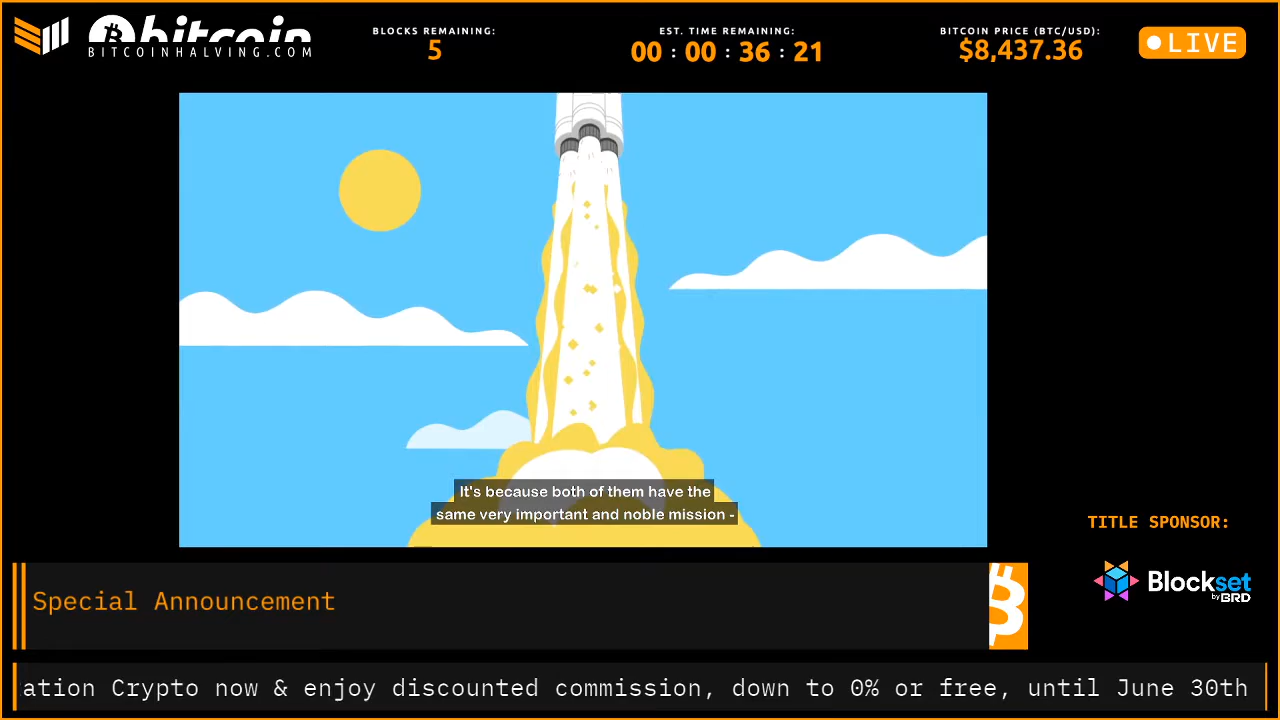 bitcoin
BITCOINHALVING.COM
BLOCKS REMAINING:
5
EST. TIME REMAINING:
00 : 00 : 36 : 21
BITCOIN PRICE (BTC/USD):
$8,437.36
LIVE
It's because both of them have the
same very important and noble mission -
TITLE SPONSOR:
Blockset
by BRD
Special Announcement
ation Crypto now & enjoy discounted commission, down to 0% or free, until June 30th